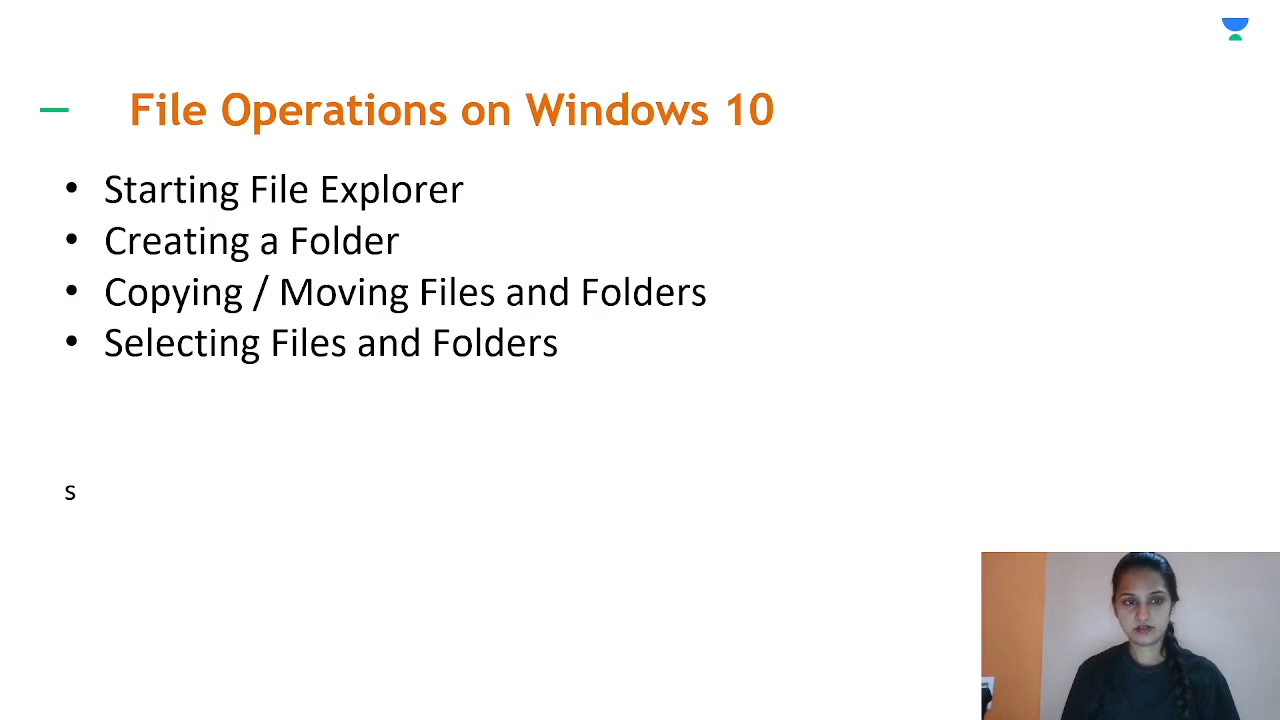 File Operations on Windows 10
• Starting File Explorer
• Creating a Folder
• Copying / Moving Files and Folders
• Selecting Files and Folders
s